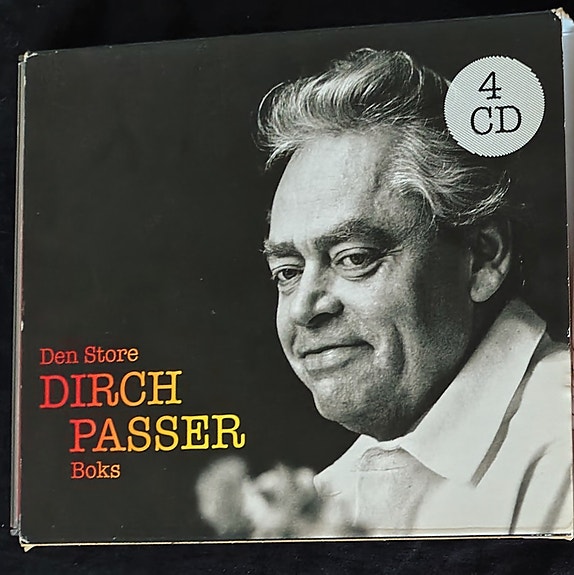 4
CD
Den Store
DIRCH
PASSER
Boks